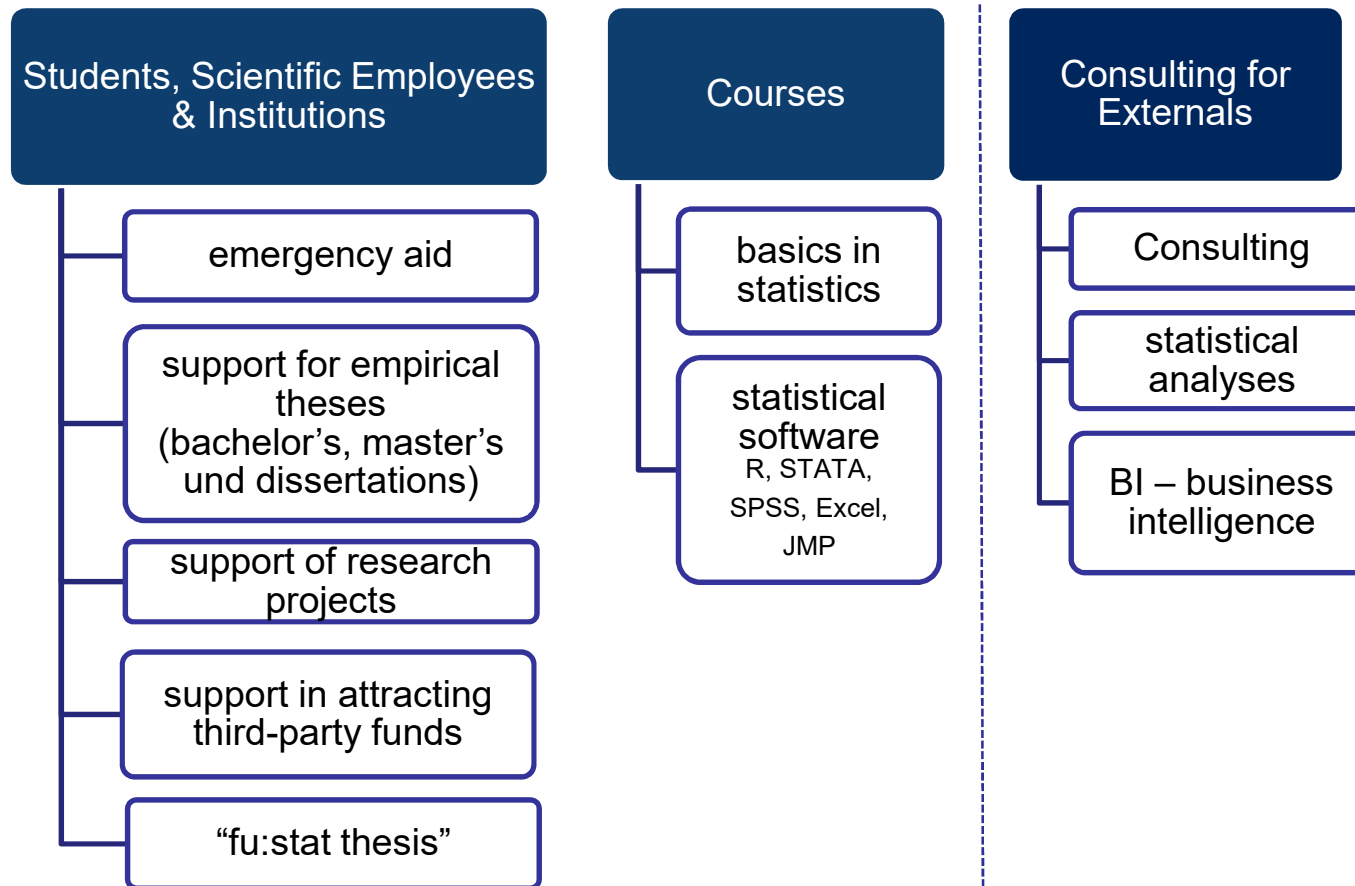 Students, Scientific Employees
& Institutions
emergency aid
support for empirical
theses
(bachelor’s, master’s
und dissertations)
support of research
projects
support in attracting
third-party funds
“fu:stat thesis”
Courses
basics in
statistics
statistical
software
R, STATA,
SPSS, Excel,
JMP
Consulting for
Externals
Consulting
statistical
analyses
BI – business
intelligence